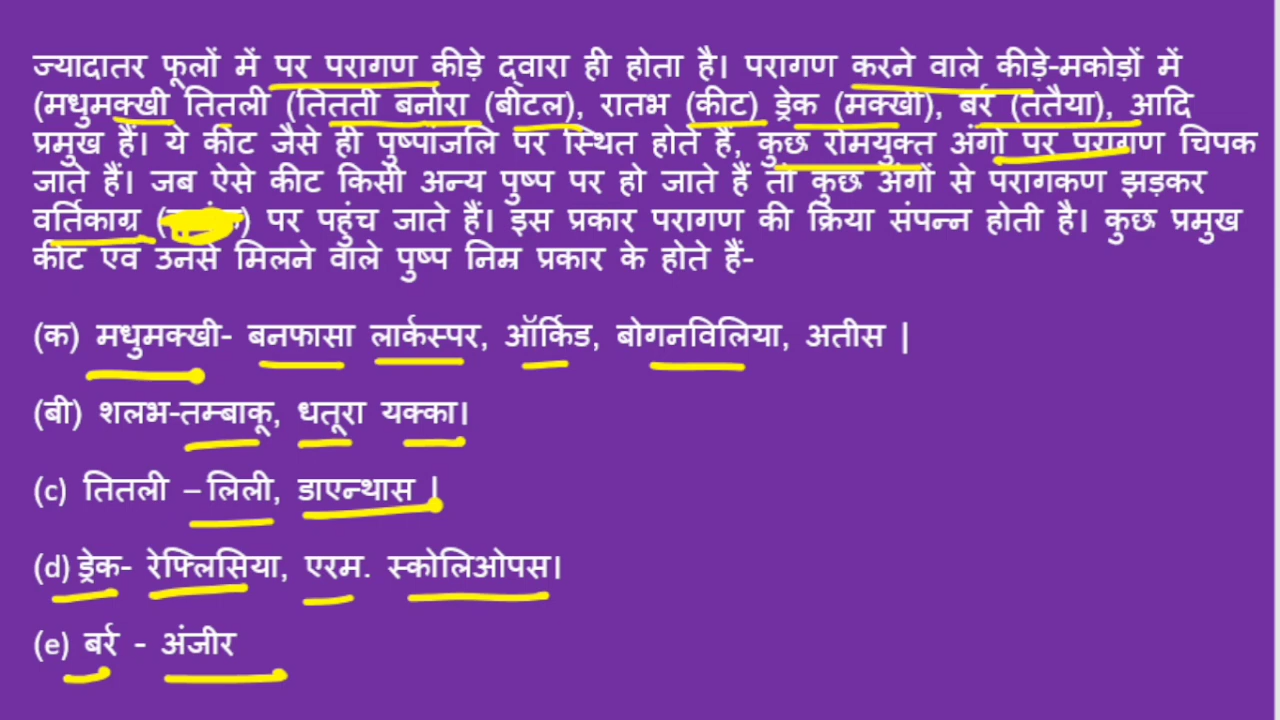 ज्यादातर फूलों में पर परागण कीड़े द्वारा ही होता है। परागण करने वाले कीड़े-मकोड़ों में
(मधुमक्खी तितली (तितती बनोरा (बीटल), रातभ (कीट) ड्रेक (मक्खी), बर्र (ततैया), आदि
प्रमुख हैं। ये कीट जैसे ही पुष्पांजलि पर स्थित होते हैं, कुछ रोमयुक्त अंगो पर परागण चिपक
जाते हैं। जब ऐसे कीट किसी अन्य पुष्प पर हो जाते हैं तो कुछ अंगों से परागकण झड़कर
वर्तिकाग्र ( ) पर पहुंच जाते हैं। इस प्रकार परागण की क्रिया संपन्न होती है। कुछ प्रमुख
कीट एवं उनसे मिलने वाले पुष्प निम्न प्रकार के होते हैं-
(क) मधुमक्खी- बनफासा लार्कस्पर, ऑर्किड, बोगनविलिया, अतीस |
(बी) शलभ-तम्बाकू, धतूरा यक्का।
(c) तितली – लिली, डाएन्थास |
(d) ड्रेक- रेफ्लिसिया, एरम. स्कोलिओपस।
(e) बर्र - अंजीर